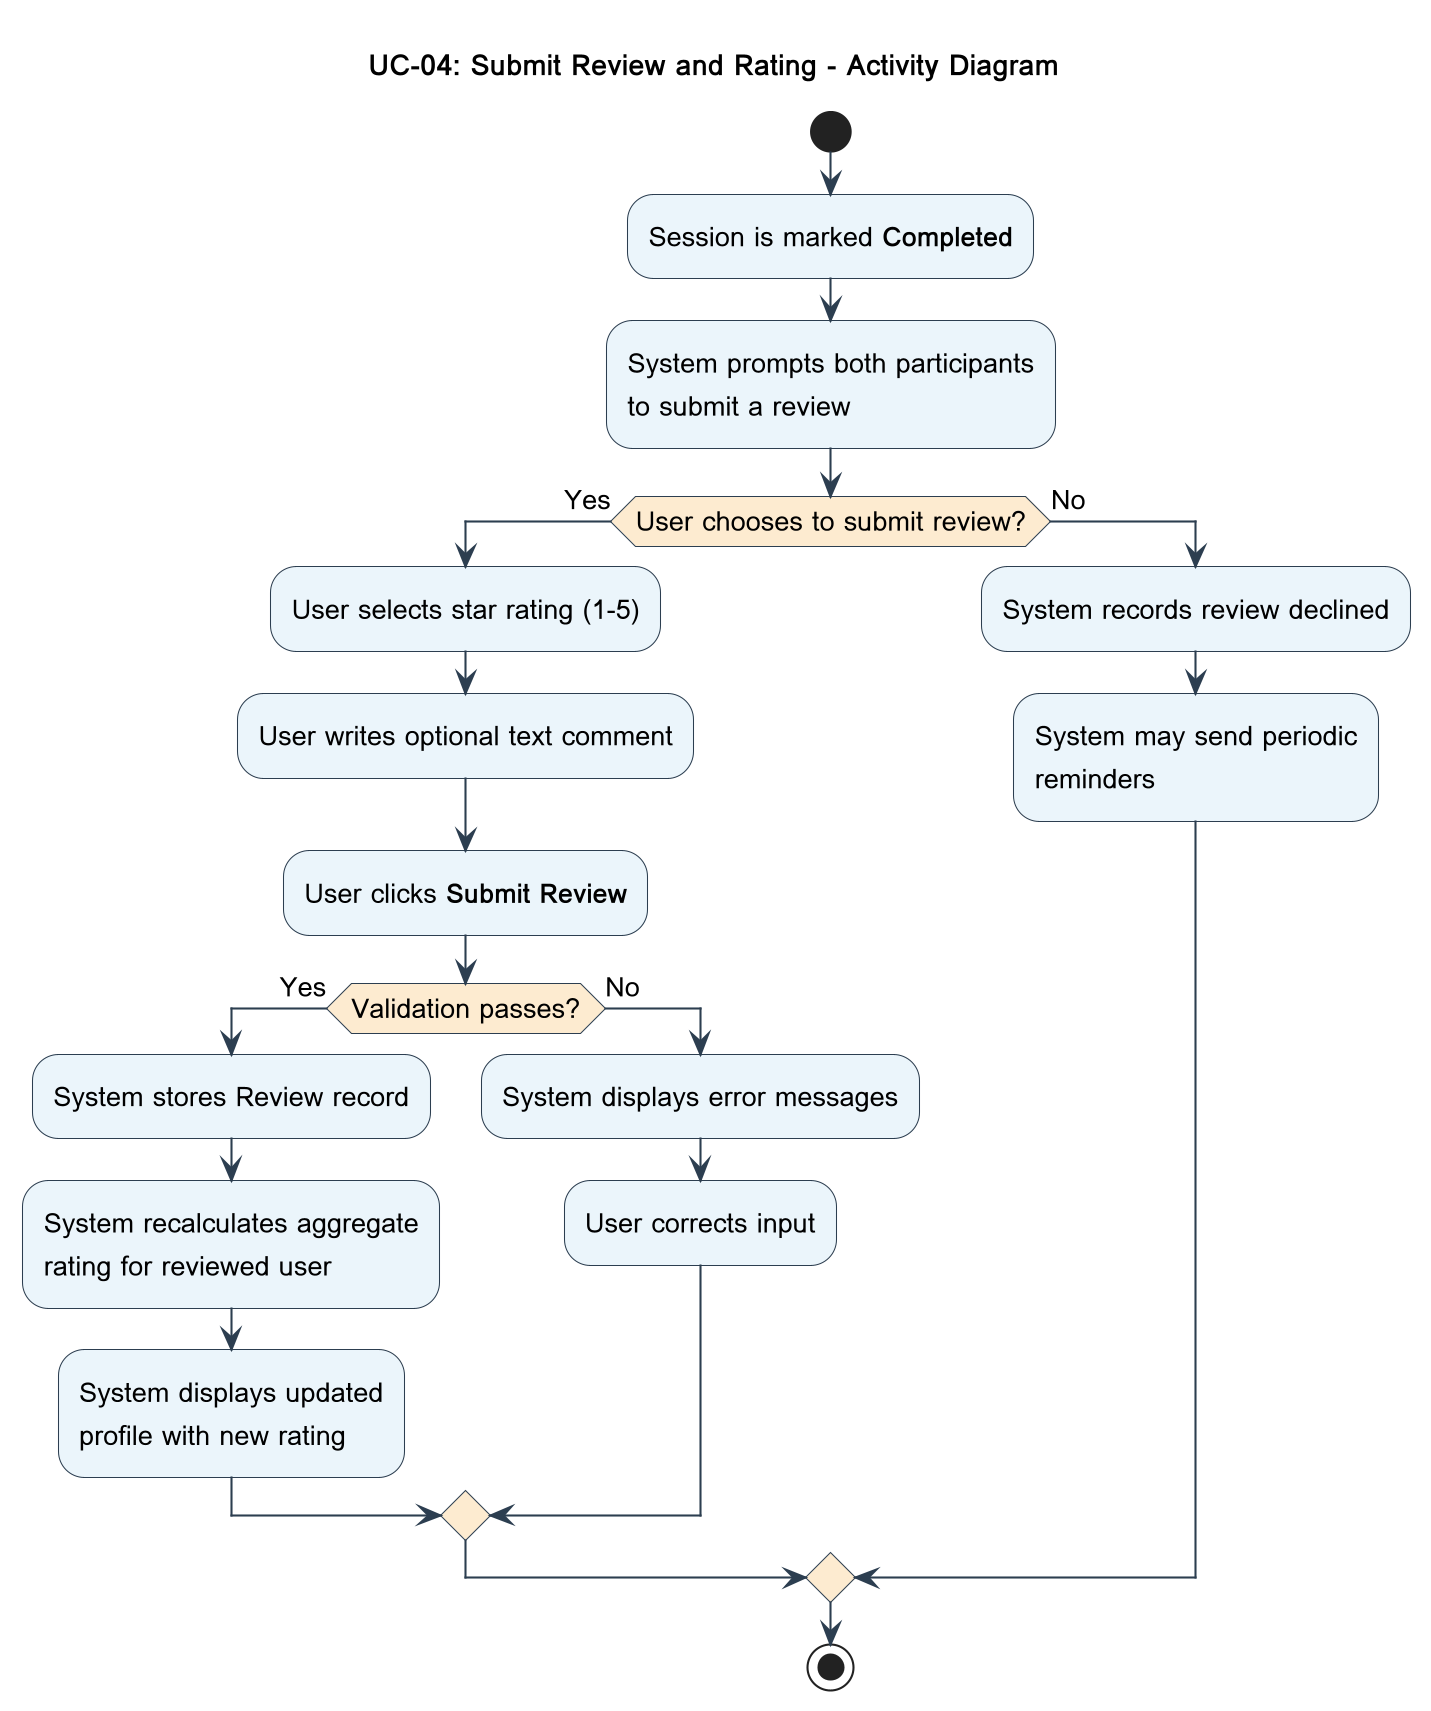 UC-04: Submit Review and Rating - Activity Diagram
Session is marked Completed
System prompts both participants
to submit a review
Yes
User chooses to submit review?
No
User selects star rating (1-5)
System records review declined
User writes optional text comment
System may send periodic
reminders
User clicks Submit Review
Yes
Validation passes?
No
System stores Review record
System displays error messages
System recalculates aggregate
rating for reviewed user
User corrects input
System displays updated
profile with new rating